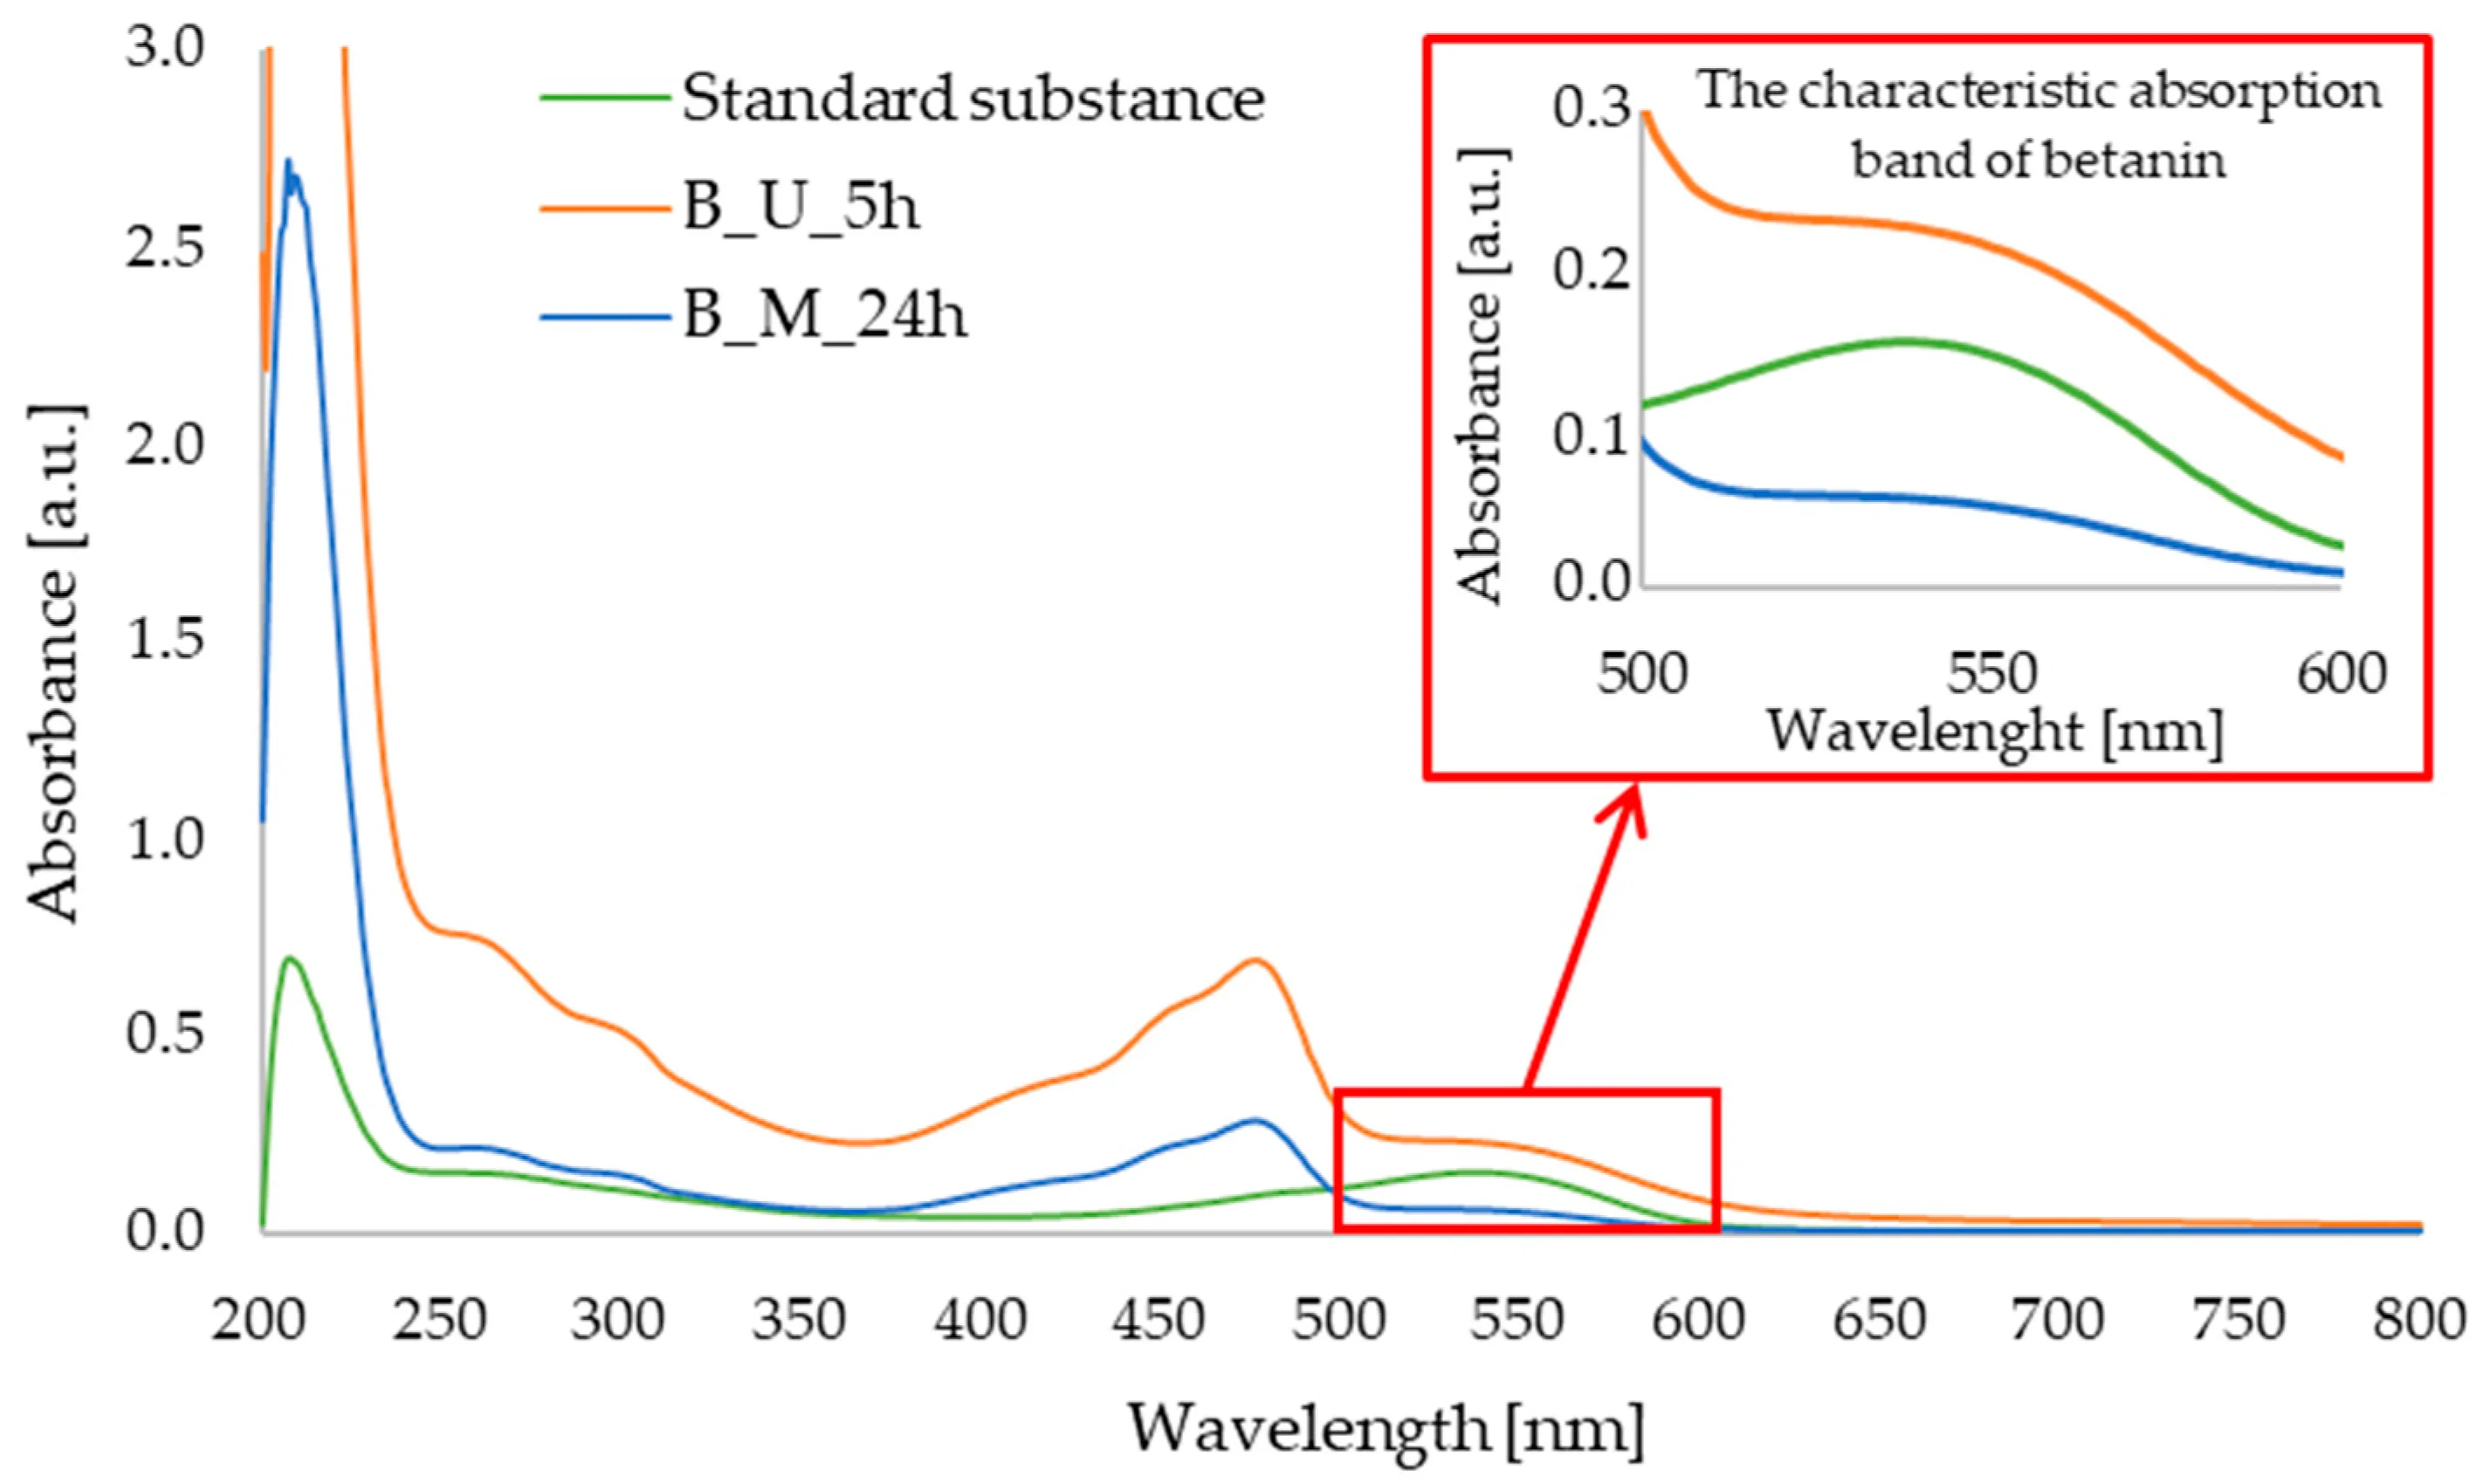 3.0
2.5
2.0
1.5
1.0
0.5
0.0
Absorbance [a.u.]
200 250 300 350 400 450 500 550 600 650 700 750 800
Wavelength [nm]
Standard substance
B_U_5h
B_M_24h
The characteristic absorption
band of betanin
0.3
0.2
0.1
0.0
Absorbance [a.u.]
500 550 600
Wavelenght [nm]